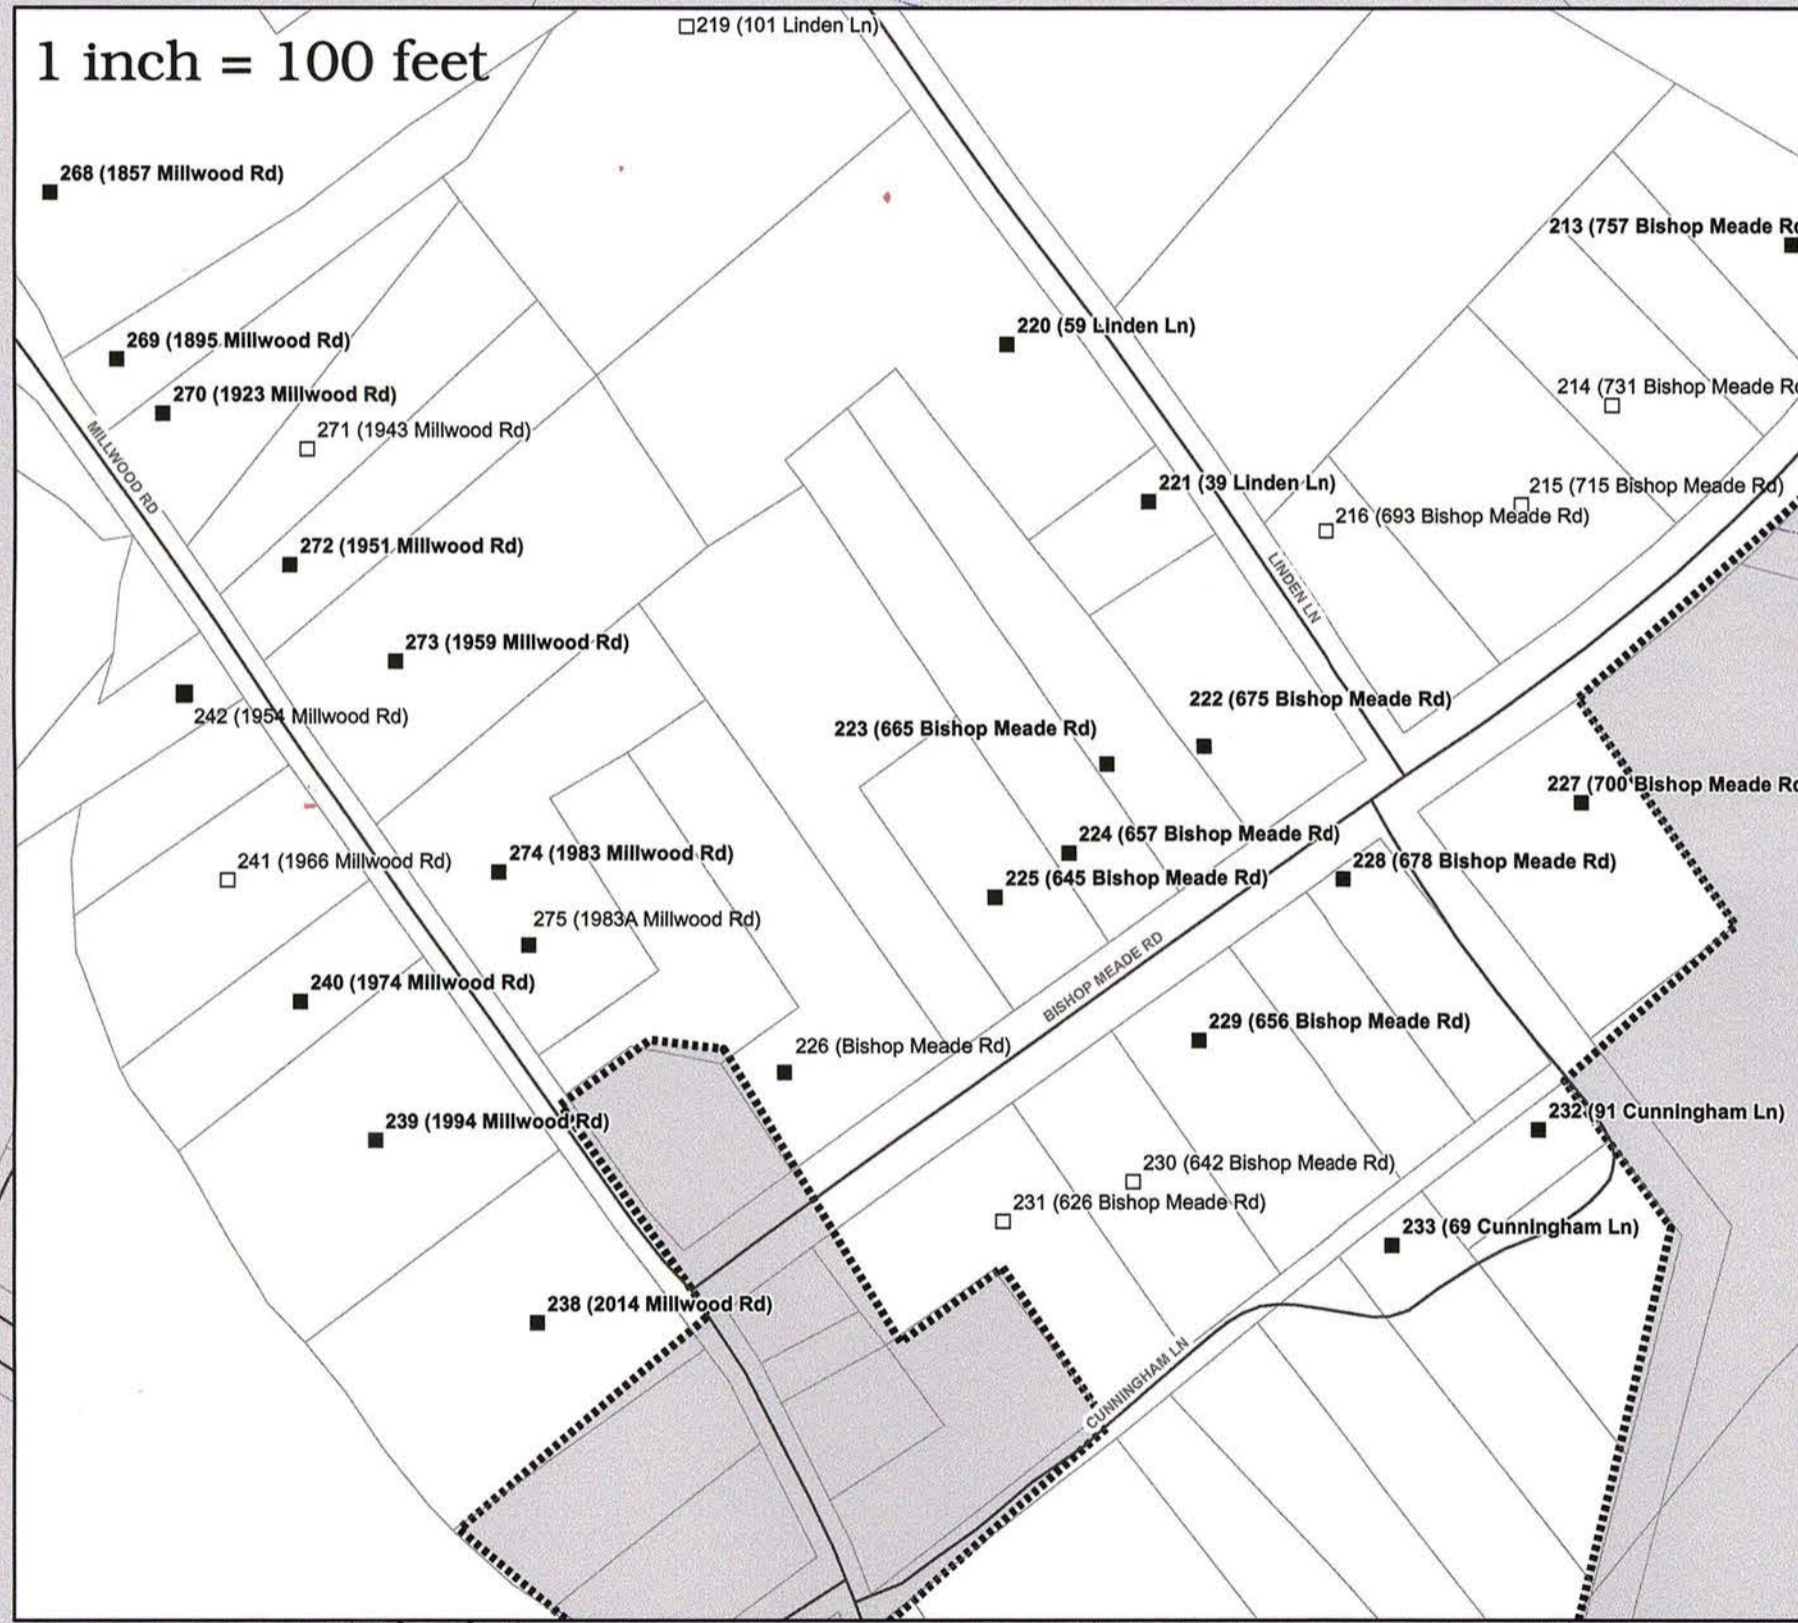 219 (101 Linden Ln)
1 inch = 100 feet
268 (1857 Millwood Rd)
213 (757 Bishop Meade
269 (1895 Millwood Rd)
220 (59 Linden Ln)
270 (1923 Millwood Rd)
214 (731 Bishop Meade
271 (1943 Millwood Rd)
MILLWOOD RD
221 (39 Linden Ln)
215 (715 Bishop Meade Rd)
216 (693 Bishop Meade Rd)
272 (1951 Millwood Rd)
LINDEN LN
273 (1959 Millwood Rd)
222 (675 Bishop Meade Rd)
242 (1954 Millwood Rd)
223 (665 Bishop Meade Rd)
227 (700 Bishop Meade
224 (657 Bishop Meade Rd)
274 (1983 Millwood Rd)
241 (1966 Millwood Rd)
228 (678 Bishop Meade Rd)
225 (645 Bishop Meade Rd)
275 (1983A Millwood Rd)
BISHOP MEADE RD
240 (1974 Millwood Rd)
229 (656 Bishop Meade Rd)
226 (Bishop Meade Rd)
232 (91 Cunningham Ln)
239 (1994 Millwood Rd)
230 (642 Bishop Meade Rd)
231 (626 Bishop Meade Rd)
233 (69 Cunningham Ln)
238 (2014 Millwood Rd)
CUNNINGHAM LN